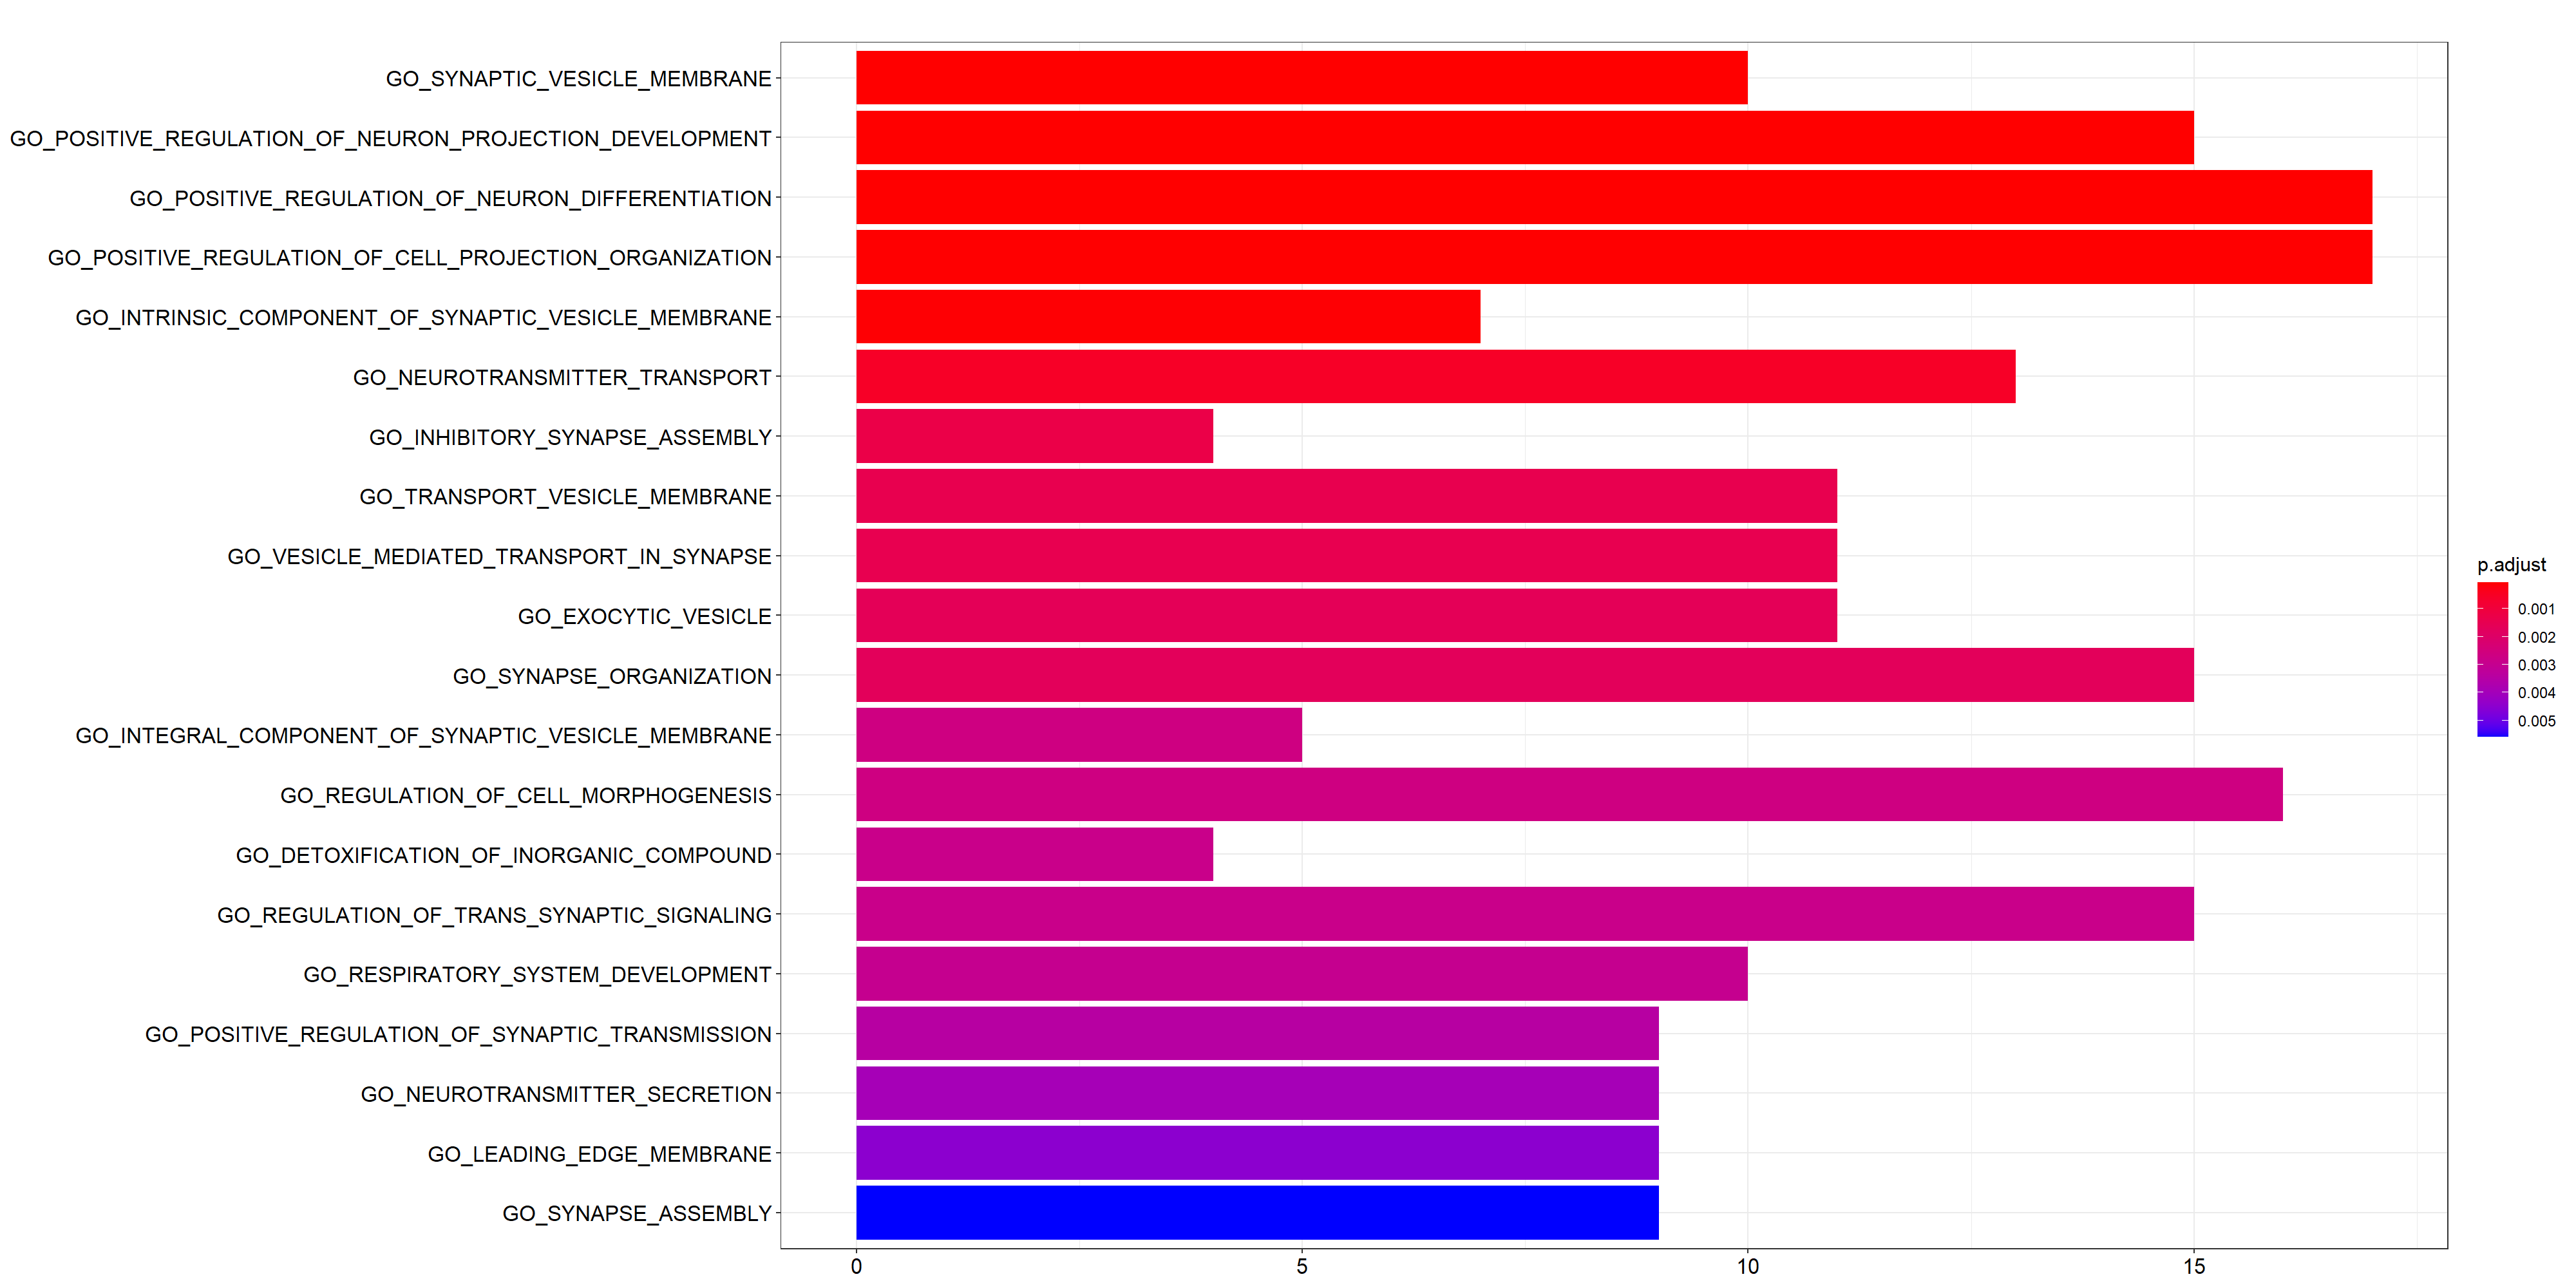 GO_SYNAPTIC_VESICLE_MEMBRANE
GO_POSITIVE_REGULATION_OF_NEURON_PROJECTION_DEVELOPMENT
GO_POSITIVE_REGULATION_OF_NEURON_DIFFERENTIATION
GO_POSITIVE_REGULATION_OF_CELL_PROJECTION_ORGANIZATION
GO_INTRINSIC_COMPONENT_OF_SYNAPTIC_VESICLE_MEMBRANE
GO_NEUROTRANSMITTER_TRANSPORT
GO_INHIBITORY_SYNAPSE_ASSEMBLY
GO_TRANSPORT_VESICLE_MEMBRANE
GO_VESICLE_MEDIATED_TRANSPORT_IN_SYNAPSE
GO_EXOCYTIC_VESICLE
GO_SYNAPSE_ORGANIZATION
GO_INTEGRAL_COMPONENT_OF_SYNAPTIC_VESICLE_MEMBRANE
GO_REGULATION_OF_CELL_MORPHOGENESIS
GO_DETOXIFICATION_OF_INORGANIC_COMPOUND
GO_REGULATION_OF_TRANS_SYNAPTIC_SIGNALING
GO_RESPIRATORY_SYSTEM_DEVELOPMENT
GO_POSITIVE_REGULATION_OF_SYNAPTIC_TRANSMISSION
GO_NEUROTRANSMITTER_SECRETION
GO_LEADING_EDGE_MEMBRANE
GO_SYNAPSE_ASSEMBLY
0 5 10 15
p.adjust
0.001
0.002
0.003
0.004
0.005